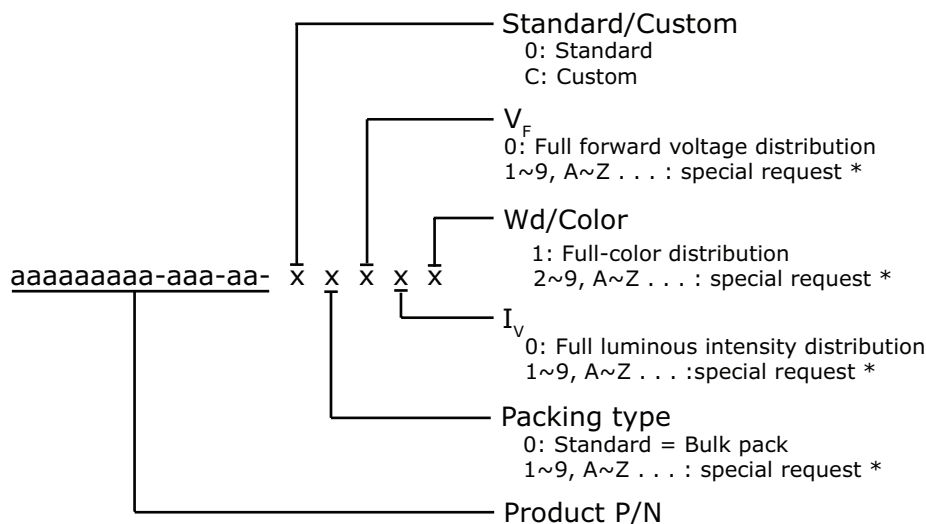 Standard/Custom
0: Standard
C: Custom
VF
0: Full forward voltage distribution
1~9, A~Z . . . : special request *
Wd/Color
1: Full-color distribution
2~9, A~Z . . . : special request *
aaaaaaaaa-aaa-aa- x x x x x
IV
0: Full luminous intensity distribution
1~9, A~Z . . . :special request *
Packing type
0: Standard = Bulk pack
1~9, A~Z . . . : special request *
Product P/N